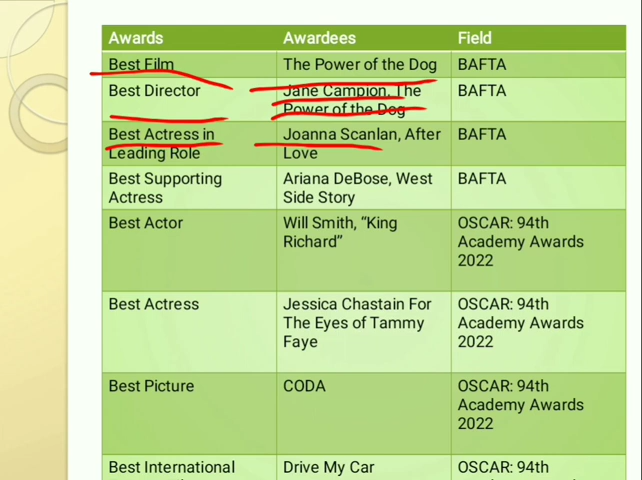 Awards Awardees Field
Best Film The Power of the Dog BAFTA
Best Director Jane Campion, The BAFTA
Power of the Dog
Best Actress in Joanna Scanlan, After BAFTA
Leading Role Love
Best Supporting Ariana DeBose, West BAFTA
Actress Side Story
Best Actor Will Smith, “King OSCAR: 94th
Richard” Academy Awards
2022
Best Actress Jessica Chastain For OSCAR: 94th
The Eyes of Tammy Academy Awards
Faye 2022
Best Picture CODA OSCAR: 94th
Academy Awards
2022
Best International Drive My Car OSCAR: 94th